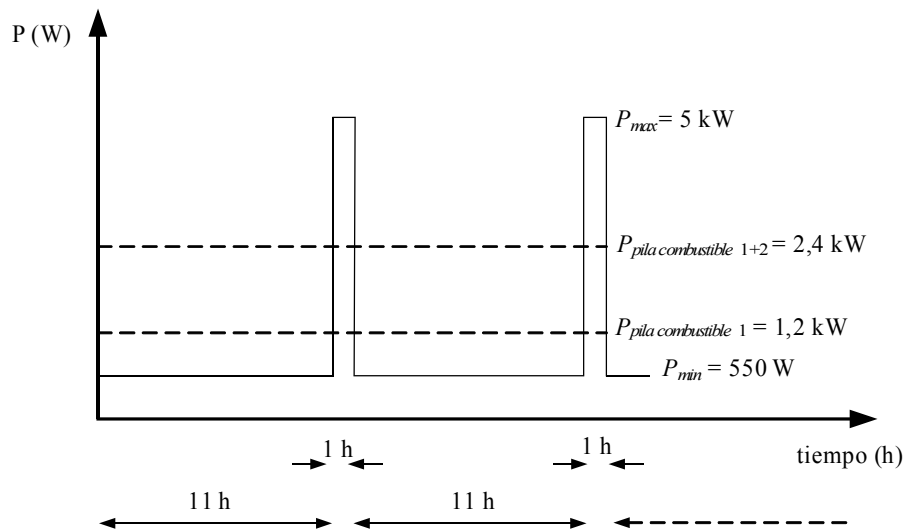 P (W)
Pmax = 5 kW
Ppila combustible 1+2 = 2,4 kW
Ppila combustible 1 = 1,2 kW
Pmin = 550 W
1 h
1 h
tiempo (h)
11 h
11 h